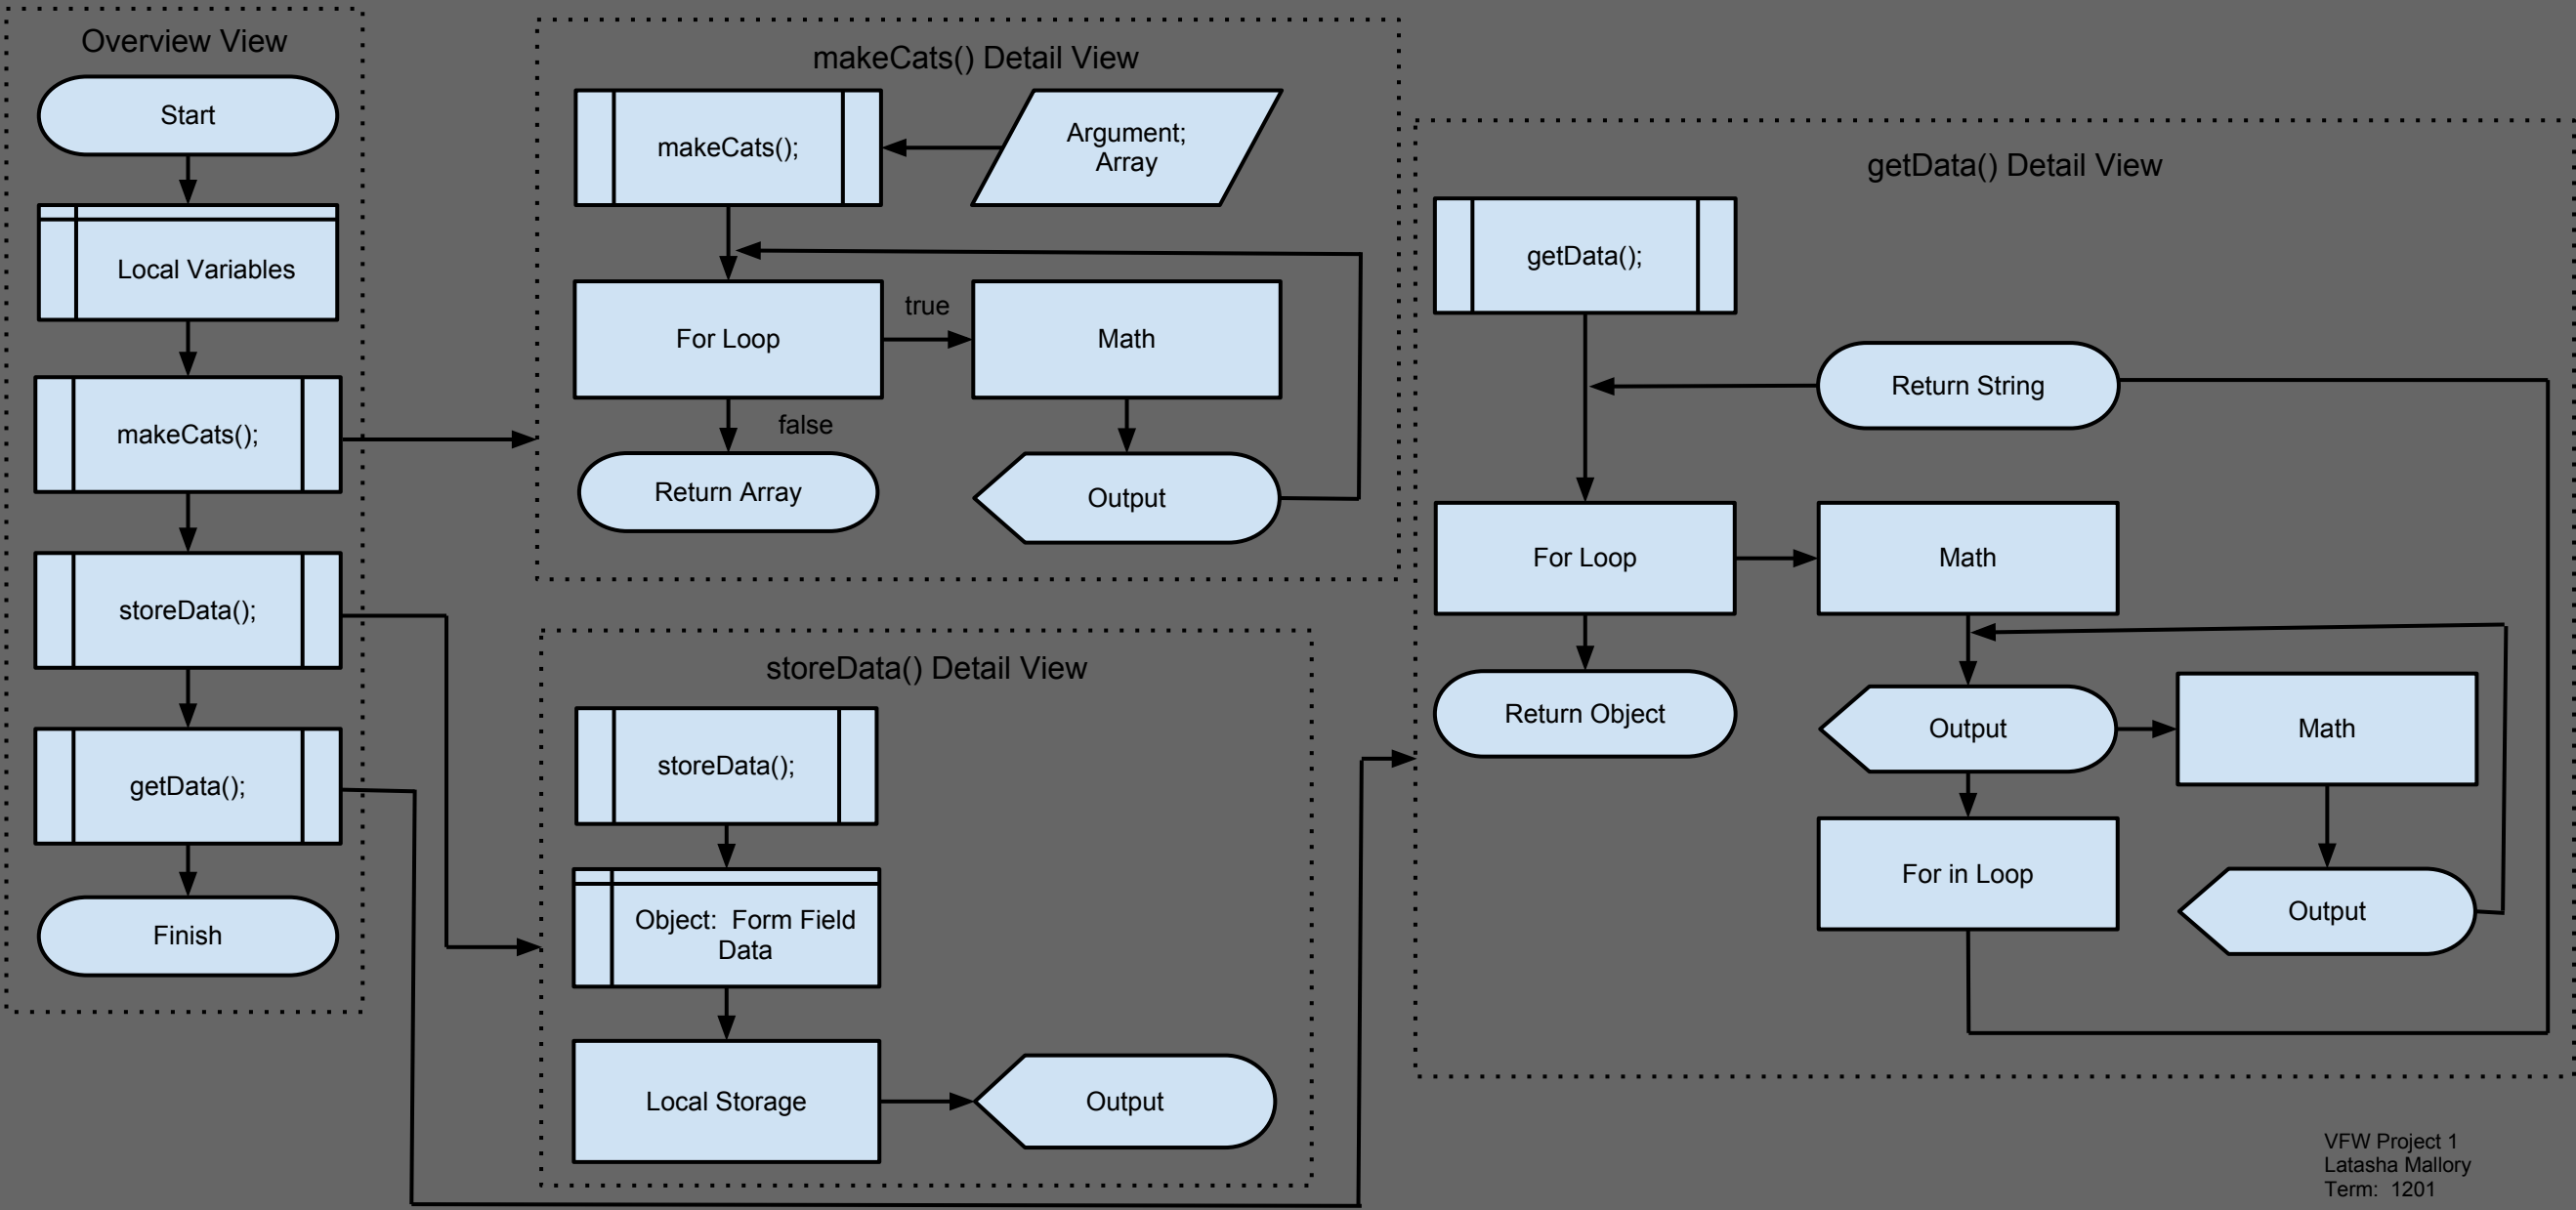 Overview View
Start
Local Variables
makeCats();
storeData();
getData();
Finish
makeCats() Detail View
makeCats();
Argument;
Array
For Loop
true
Math
false
Return Array
Output
storeData() Detail View
storeData();
Object:  Form Field
Data
Local Storage
Output
getData() Detail View
getData();
Return String
For Loop
Math
Return Object
Output
Math
For in Loop
Output
VFW Project 1
Latasha Mallory
Term:  1201